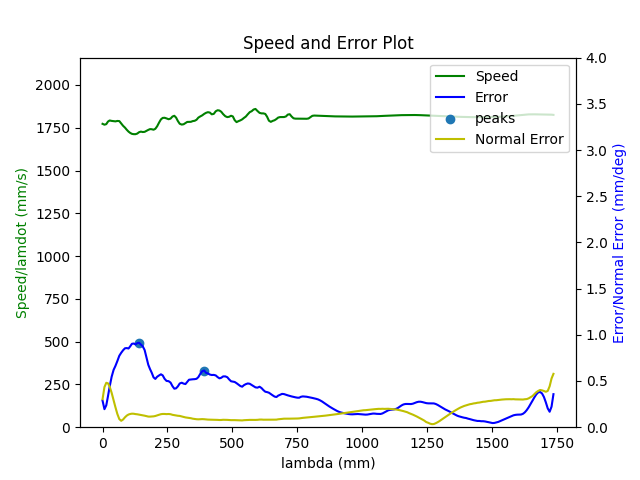 Speed and Error Plot
Speed
Error
peaks
Normal Error
Speed/lamdot (mm/s)
2000
1750
1500
1250
1000
750
500
250
0
4.0
3.5
3.0
2.5
2.0
1.5
1.0
0.5
0.0
Error/Normal Error (mm/deg)
0 250 500 750 1000 1250 1500 1750
lambda (mm)